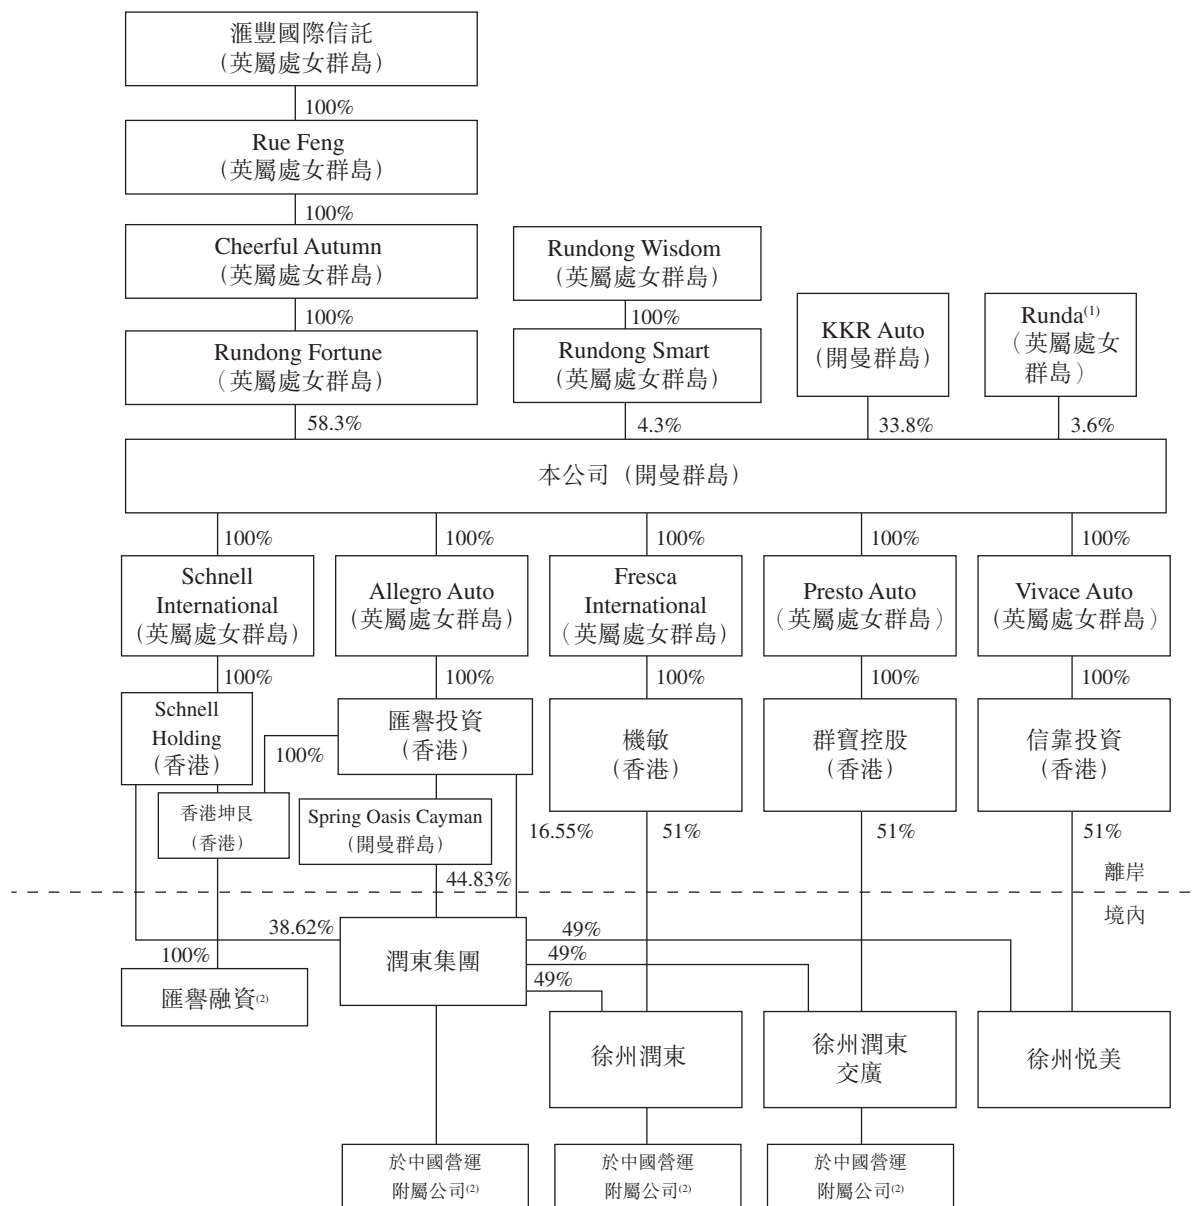 滙豐國際信託
(英屬處女群島)
100%
Rue Feng
(英屬處女群島)
100%
Cheerful Autumn
(英屬處女群島)
Rundong Wisdom
(英屬處女群島)
100%
100%
KKR Auto
(開曼群島)
Runda(1)
(英屬處女
群島)
Rundong Fortune
(英屬處女群島)
Rundong Smart
(英屬處女群島)
58.3%
4.3%
33.8%
3.6%
本公司 (開曼群島)
100%
100%
100%
100%
100%
Schnell
International
(英屬處女群島)
Allegro Auto
(英屬處女群島)
Fresca
International
(英屬處女群島)
Presto Auto
(英屬處女群島)
Vivace Auto
(英屬處女群島)
100%
100%
100%
100%
100%
Schnell
Holding
(香港)
100%
匯譽投資
(香港)
機敏
(香港)
群寶控股
(香港)
信靠投資
(香港)
香港坤艮
(香港)
Spring Oasis Cayman
(開曼群島)
16.55%
51%
51%
51%
44.83%
離岸
境內
38.62%
100%
潤東集團
49%
49%
49%
匯譽融資(2)
徐州潤東
徐州潤東
交廣
徐州悅美
於中國營運
附屬公司(2)
於中國營運
附屬公司(2)
於中國營運
附屬公司(2)